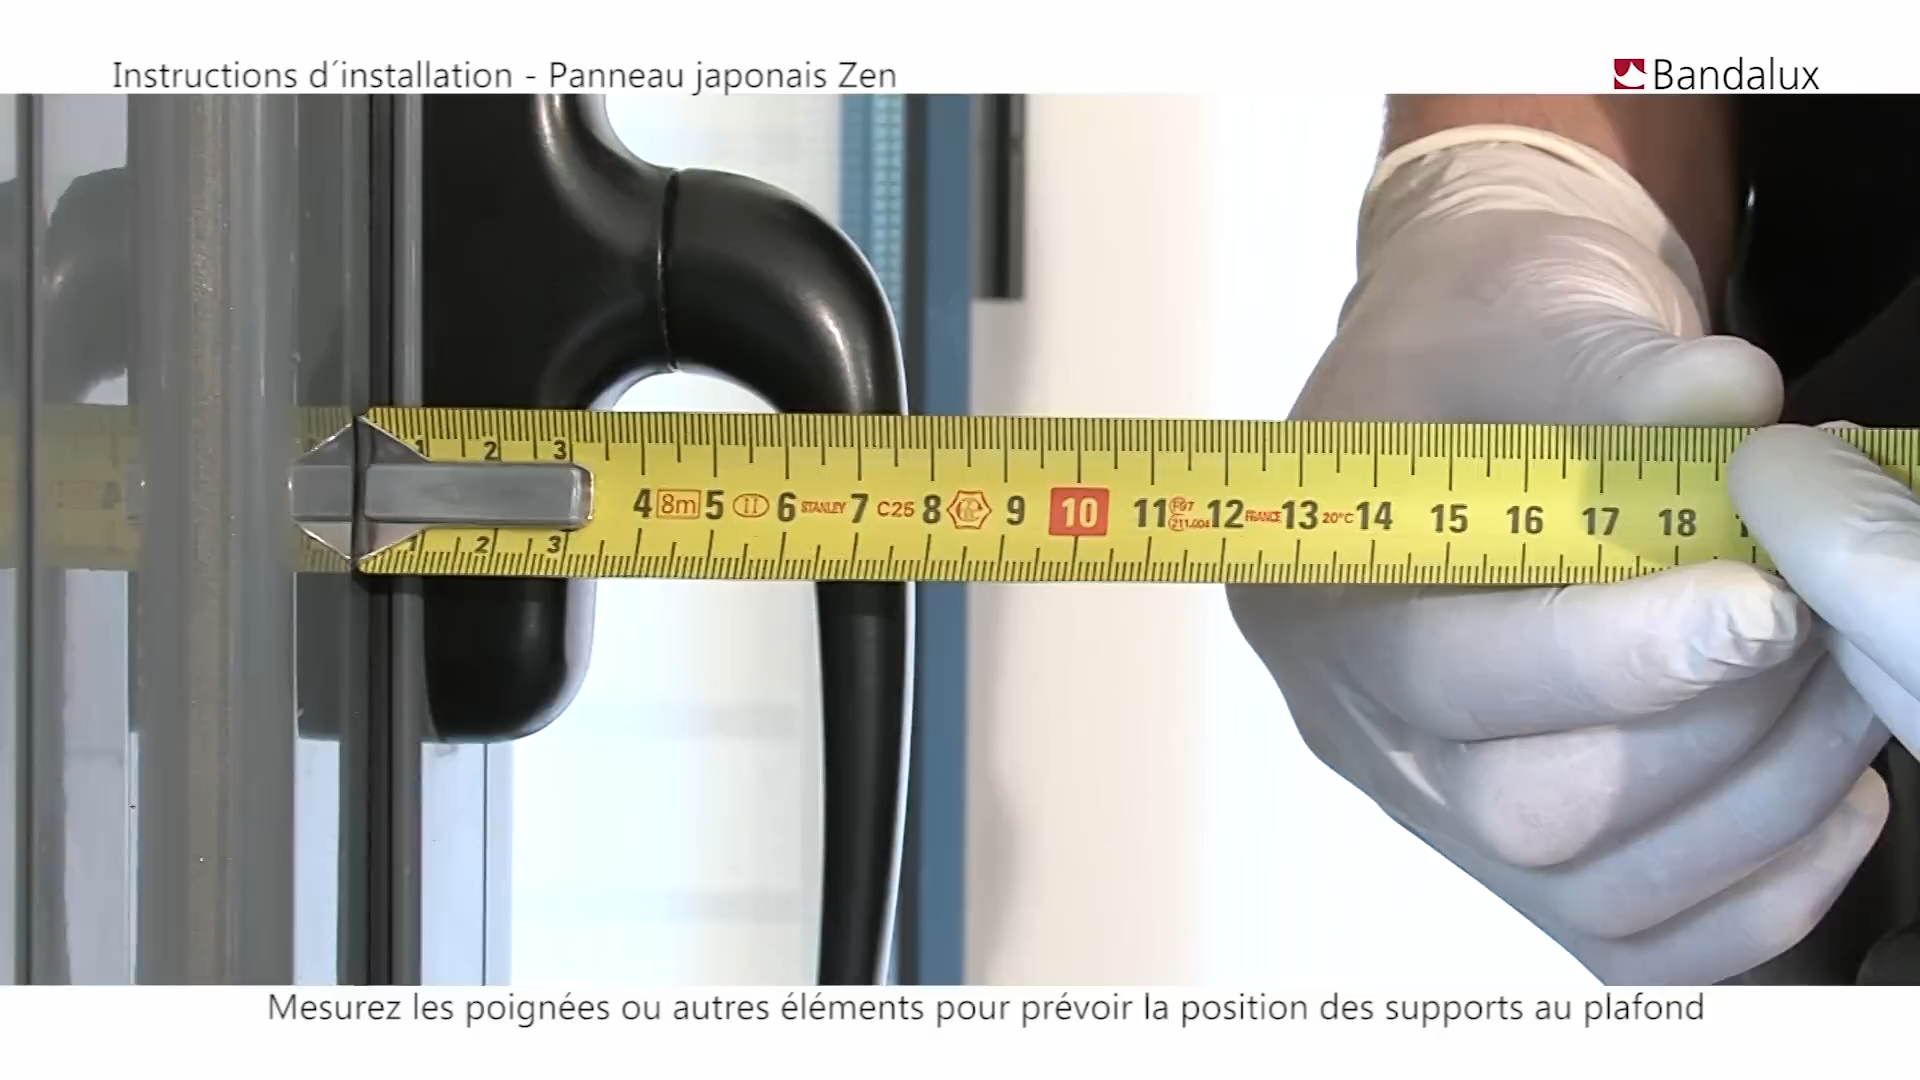 Instructions d´installation - Panneau japonais Zen
Bandalux
1 2 3
4 8m 5 II 6 STANLEY 7 C25 8 9 10 11 12 FRANCE 13 20°C 14 15 16 17 18
1 2 3
Mesurez les poignées ou autres éléments pour prévoir la position des supports au plafond